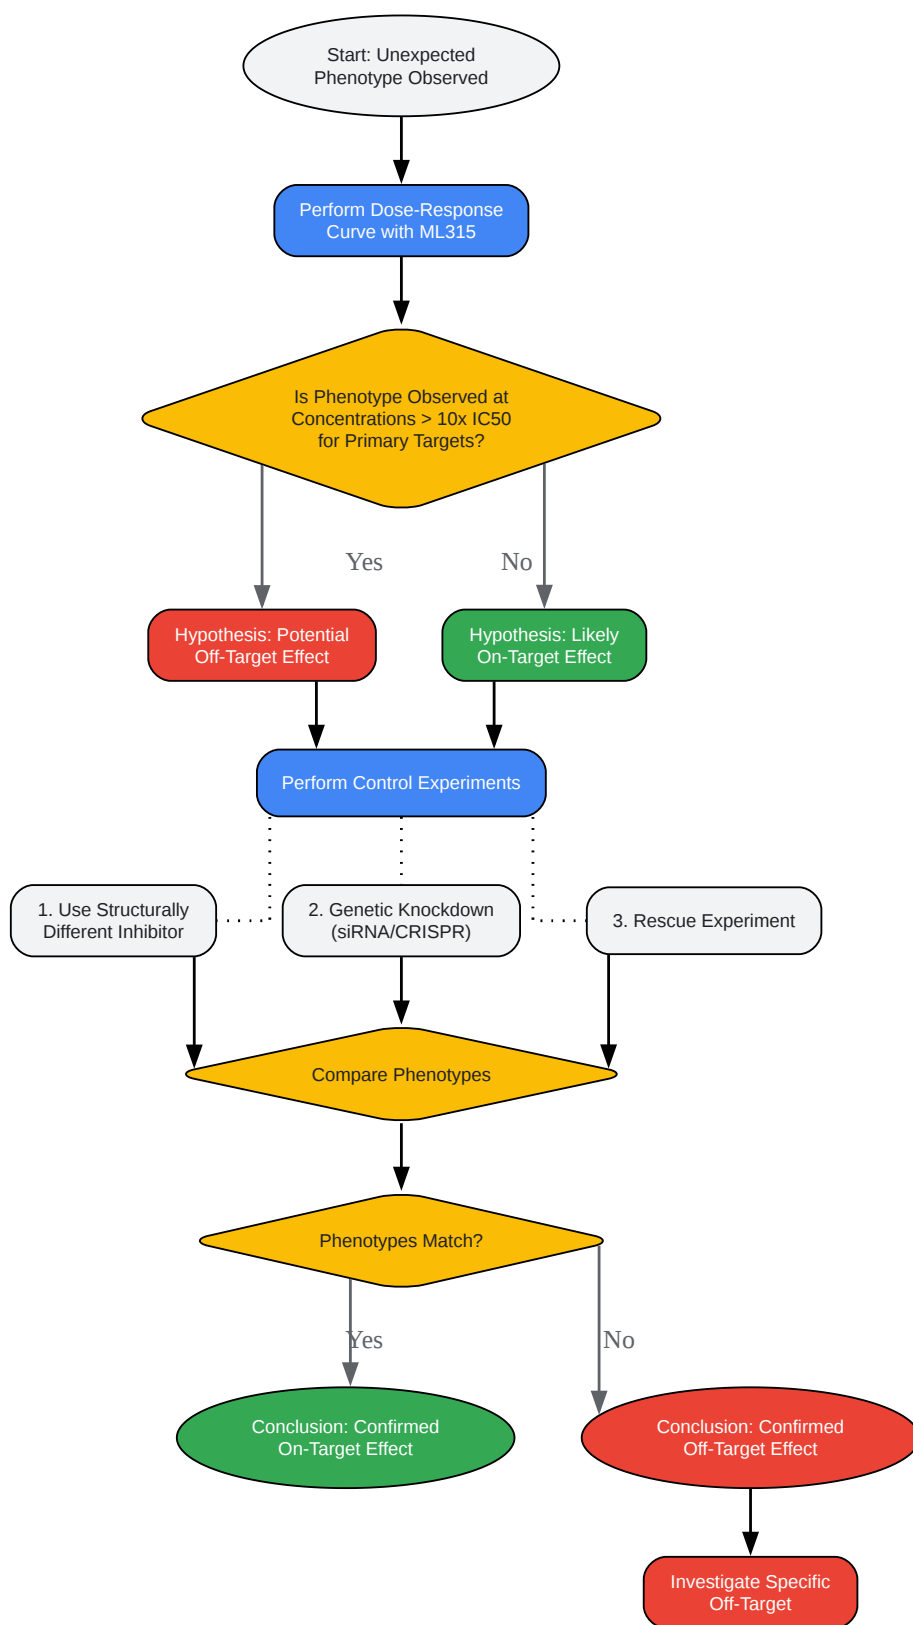 Start: Unexpected
Phenotype Observed
Perform Dose-Response
Curve with ML315
Is Phenotype Observed at
Concentrations > 10x IC50
for Primary Targets?
Yes
No
Hypothesis: Potential
Off-Target Effect
Hypothesis: Likely
On-Target Effect
Perform Control Experiments
1. Use Structurally
Different Inhibitor
2. Genetic Knockdown
(siRNA/CRISPR)
3. Rescue Experiment
Compare Phenotypes
Phenotypes Match?
Yes
No
Conclusion: Confirmed
On-Target Effect
Conclusion: Confirmed
Off-Target Effect
Investigate Specific
Off-Target